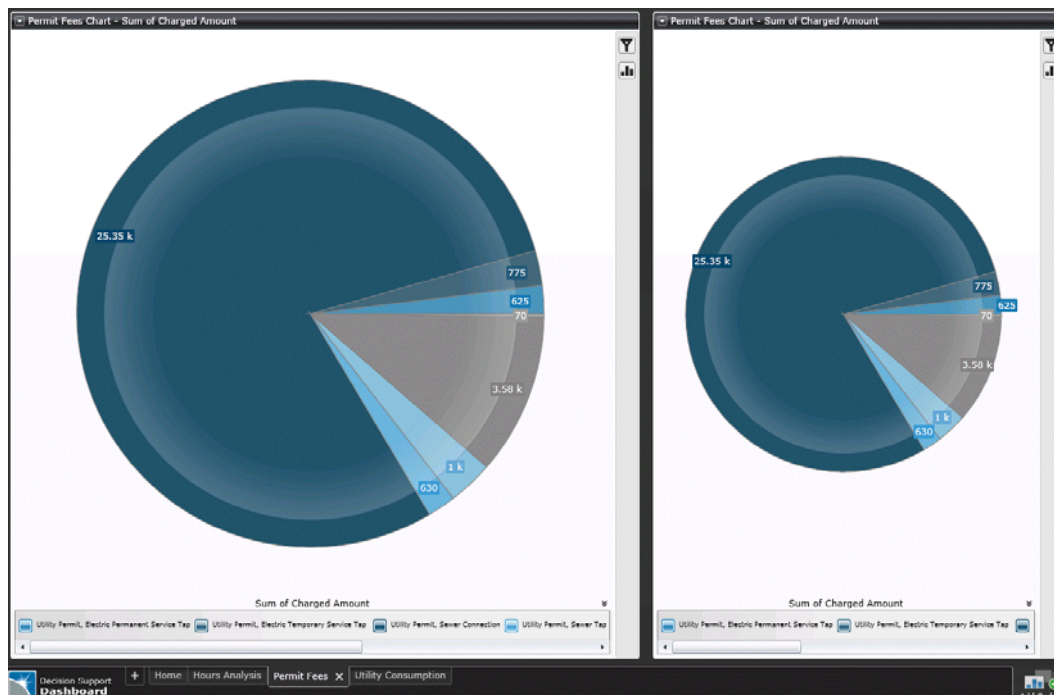 Permit Fees Chart - Sum of Charged Amount
25.35 k
775
625
70
3.58 k
1 k
630
Sum of Charged Amount
Utility Permit, Electric Permanent Service Tap
Utility Permit, Electric Temporary Service Tap
Utility Permit, Sewer Connection
Utility Permit, Sewer Tap
Permit Fees Chart - Sum of Charged Amount
25.35 k
775
625
70
3.58 k
1 k
630
Sum of Charged Amount
Utility Permit, Electric Permanent Service Tap
Utility Permit, Electric Temporary Service Tap
Decision Support
Dashboard
+ Home Hours Analysis Permit Fees X Utility Consumption